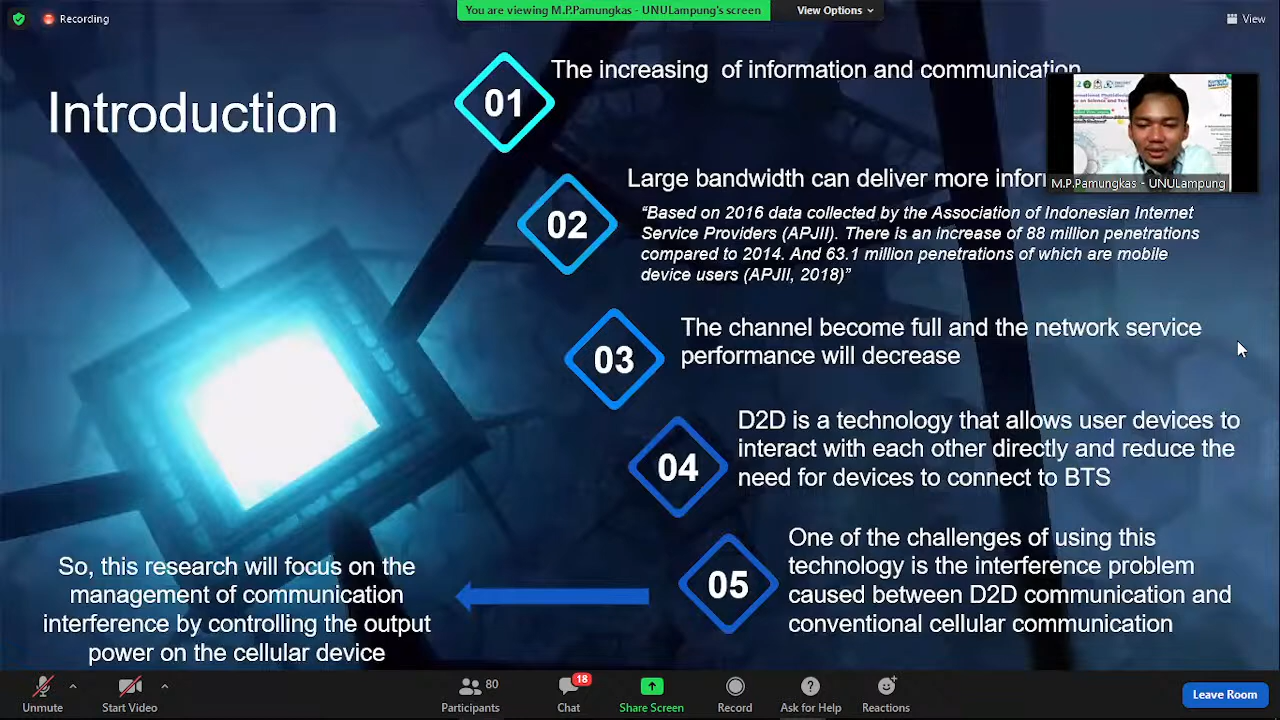 Recording
You are viewing M.P.Pamungkas - UNULampung's screen
View Options
View
Introduction
01
The increasing  of information and communication
M.P.Pamungkas - UNULampung
02
Large bandwidth can deliver more
“Based on 2016 data collected by the Association of Indonesian Internet
Service Providers (APJII). There is an increase of 88 million penetrations
compared to 2014. And 63.1 million penetrations of which are mobile
device users (APJII, 2018)”
03
The channel become full and the network service
performance will decrease
04
D2D is a technology that allows user devices to
interact with each other directly and reduce the
need for devices to connect to BTS
05
One of the challenges of using this
technology is the interference problem
caused between D2D communication and
conventional cellular communication
So, this research will focus on the
management of communication
interference by controlling the output
power on the cellular device
Unmute
Start Video
80
Participants
18
Chat
Share Screen
Record
Ask for Help
Reactions
Leave Room